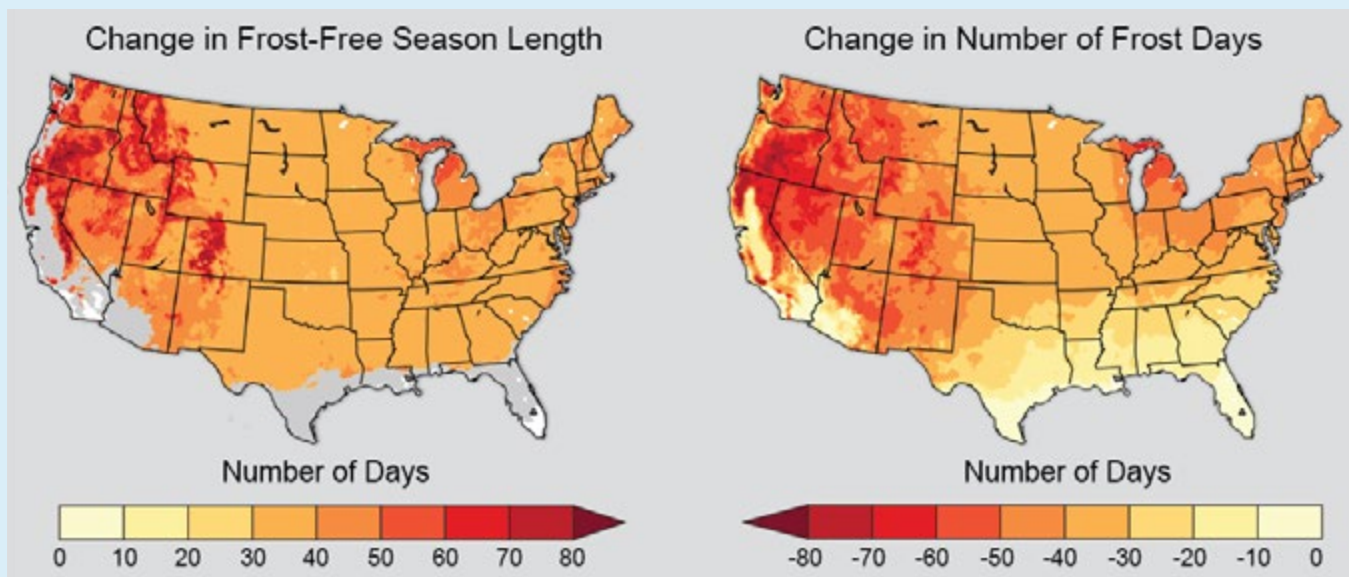 Change in Frost-Free Season Length
Change in Number of Frost Days
Number of Days
0 10 20 30 40 50 60 70 80
Number of Days
-80 -70 -60 -50 -40 -30 -20 -10 0